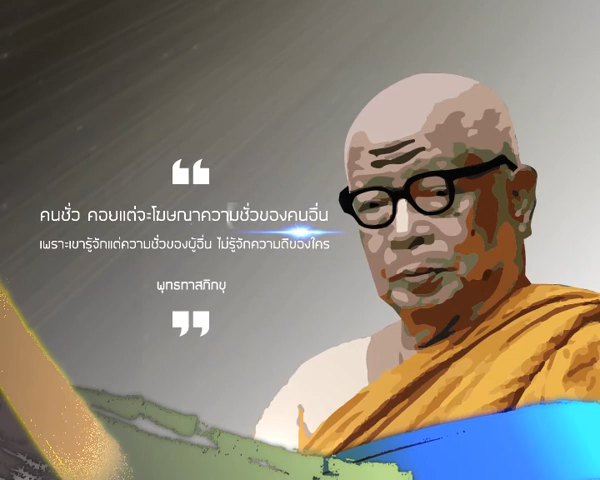 คนชั่ว คอยแต่จะโฆษณาความชั่วของคนอื่น
เพราะเขารู้จักแต่ความชั่วของผู้อื่น ไม่รู้จักความดีของใคร
พุทธทาสภิกขุ